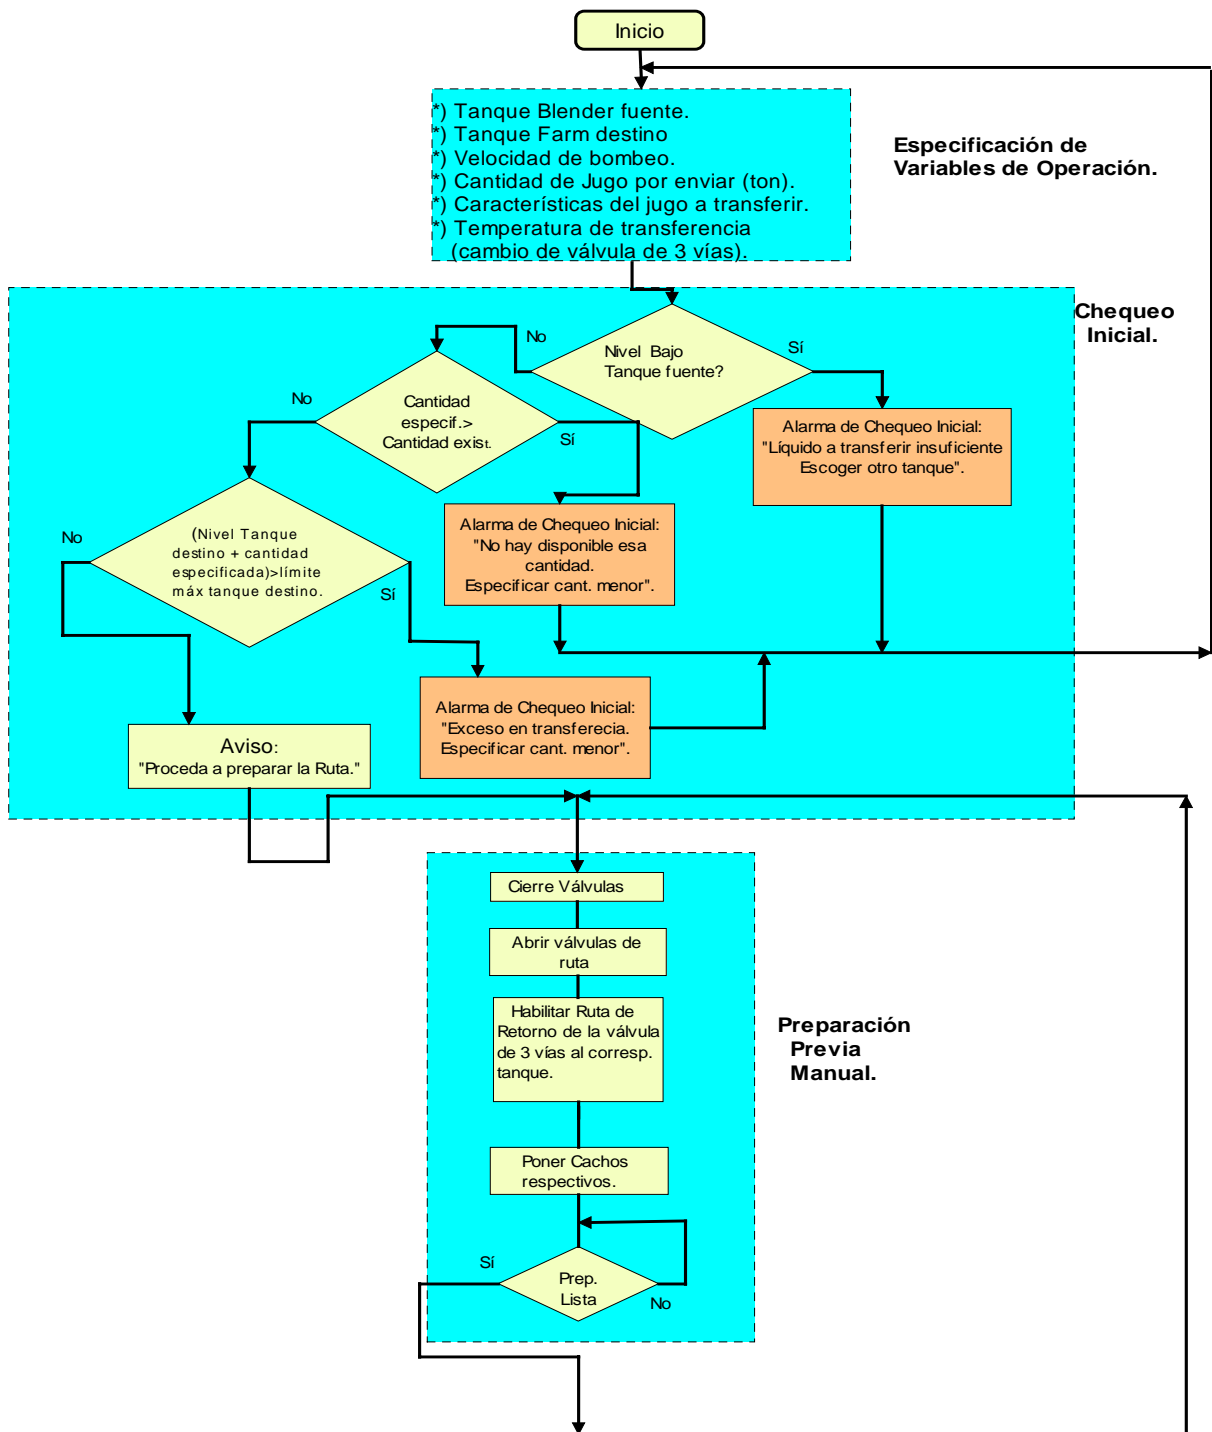 Inicio
*) Tanque Blender fuente.
*) Tanque Farm destino
*) Velocidad de bombeo.
*) Cantidad de Jugo por enviar (ton).
*) Características del jugo a transferir.
*) Temperatura de transferencia
(cambio de válvula de 3 vías).
Especificación de
Variables de Operación.
Chequeo
Inicial.
Nivel Bajo
Tanque fuente?
No
Sí
Cantidad
especif.>
Cantidad exist.
No
Sí
Alarma de Chequeo Inicial:
"Líquido a transferir insuficiente
Escoger otro tanque".
(Nivel Tanque
destino + cantidad
especificada)>límite
máx tanque destino.
No
Sí
Alarma de Chequeo Inicial:
"No hay disponible esa
cantidad.
Especificar cant. menor".
Alarma de Chequeo Inicial:
"Exceso en transferecia.
Especificar cant. menor".
Aviso:
"Proceda a preparar la Ruta."
Cierre Válvulas
Abrir válvulas de
ruta
Habilitar Ruta de
Retorno de la válvula
de 3 vías al corresp.
tanque.
Preparación
Previa
Manual.
Poner Cachos
respectivos.
Sí
Prep.
Lista
No